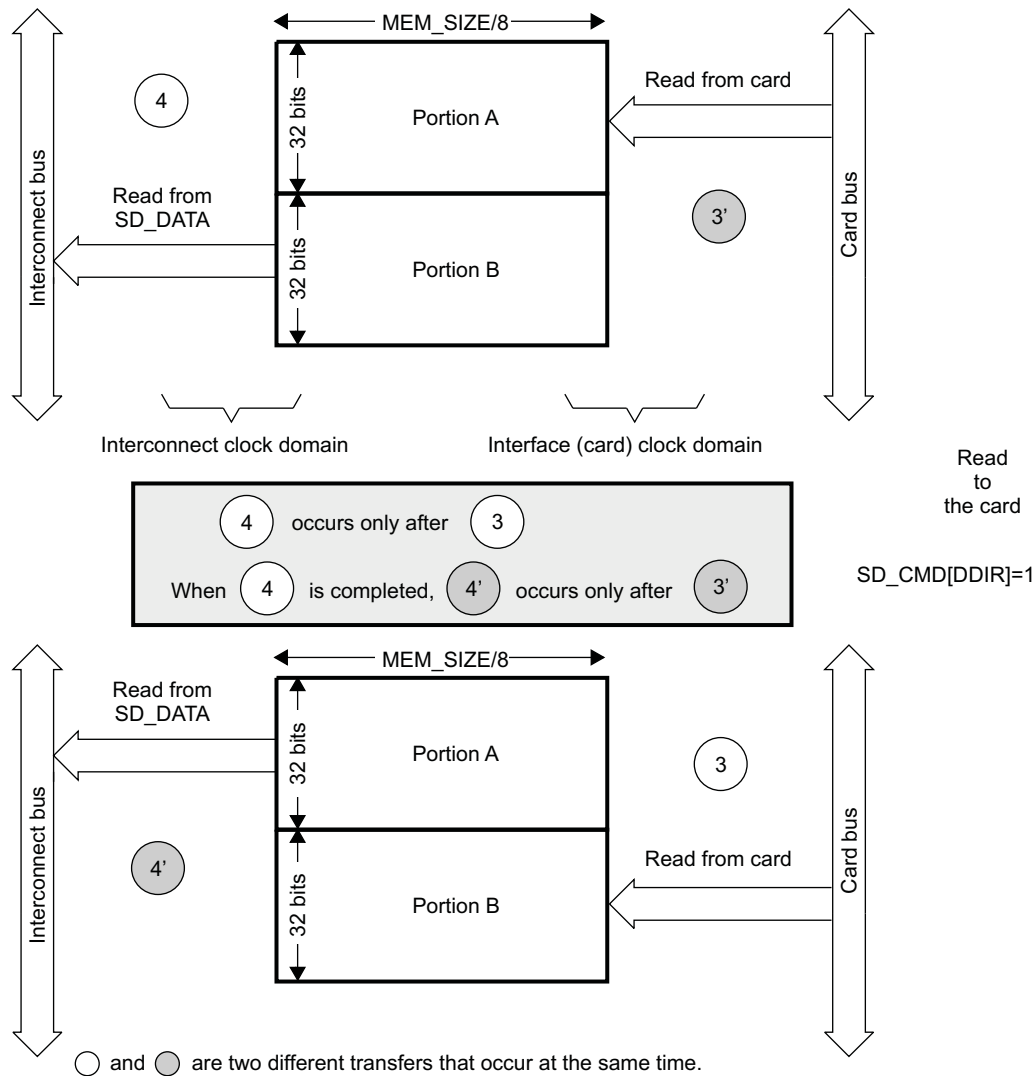 MEM_SIZE/8
Interconnect bus
4
Read from
SD_DATA
32 bits
Portion A
32 bits
Portion B
Read from card
3’
Card bus
Interconnect clock domain
Interface (card) clock domain
Read
to
the card
SD_CMD[DDIR]=1
4 occurs only after 3
When 4 is completed, 4’ occurs only after 3’
MEM_SIZE/8
Interconnect bus
Read from
SD_DATA
4’
32 bits
Portion A
32 bits
Portion B
3
Read from card
Card bus
and are two different transfers that occur at the same time.